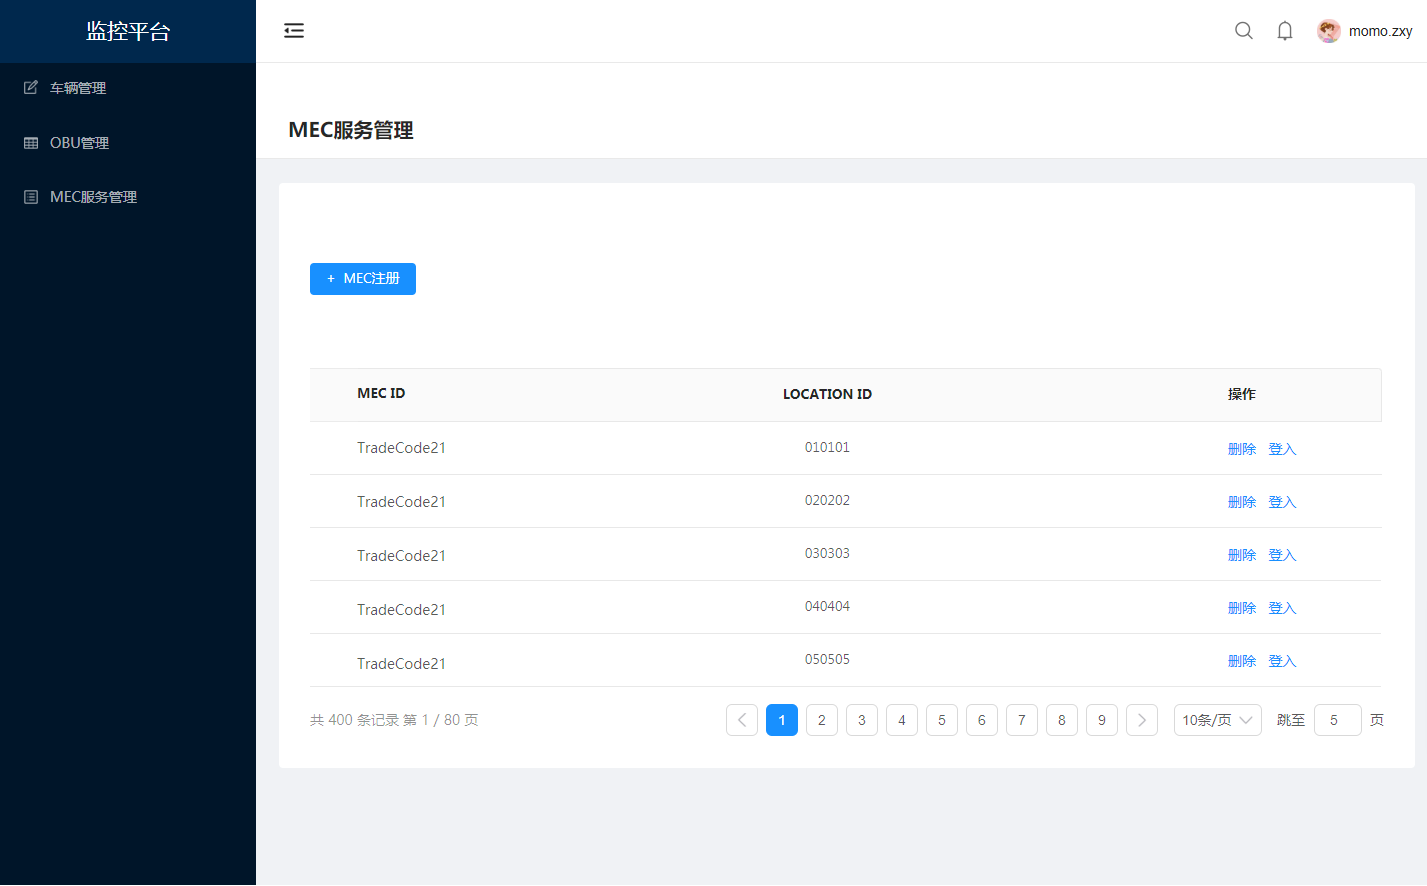 监控平台
momo.zxy
车辆管理
OBU管理
MEC服务管理
MEC服务管理
+ MEC注册
MEC ID LOCATION ID 操作
TradeCode21 010101 删除 登入
TradeCode21 020202 删除 登入
TradeCode21 030303 删除 登入
TradeCode21 040404 删除 登入
TradeCode21 050505 删除 登入
共 400 条记录 第 1 / 80 页 1 2 3 4 5 6 7 8 9 10条/页 跳至 5 页